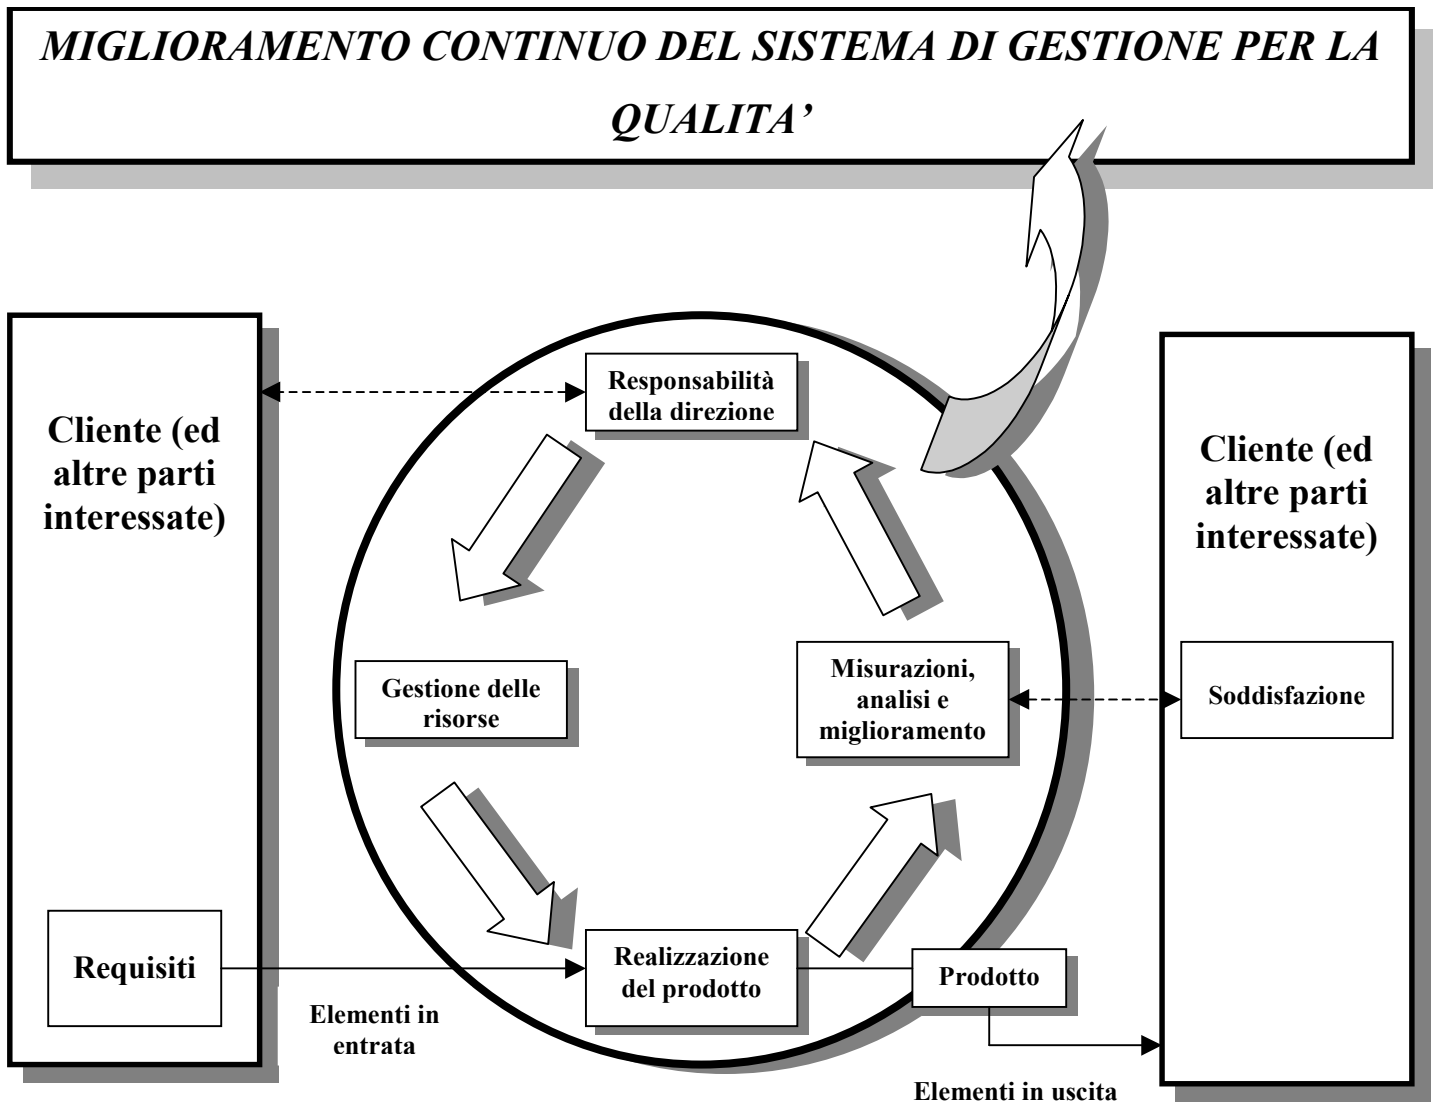 MIGLIORAMENTO CONTINUO DEL SISTEMA DI GESTIONE PER LA
QUALITA’
Cliente (ed
altre parti
interessate)
Requisiti
Elementi in
entrata
Responsabilità
della direzione
Gestione delle
risorse
Misurazioni,
analisi e
miglioramento
Realizzazione
del prodotto
Prodotto
Elementi in uscita
Cliente (ed
altre parti
interessate)
Soddisfazione